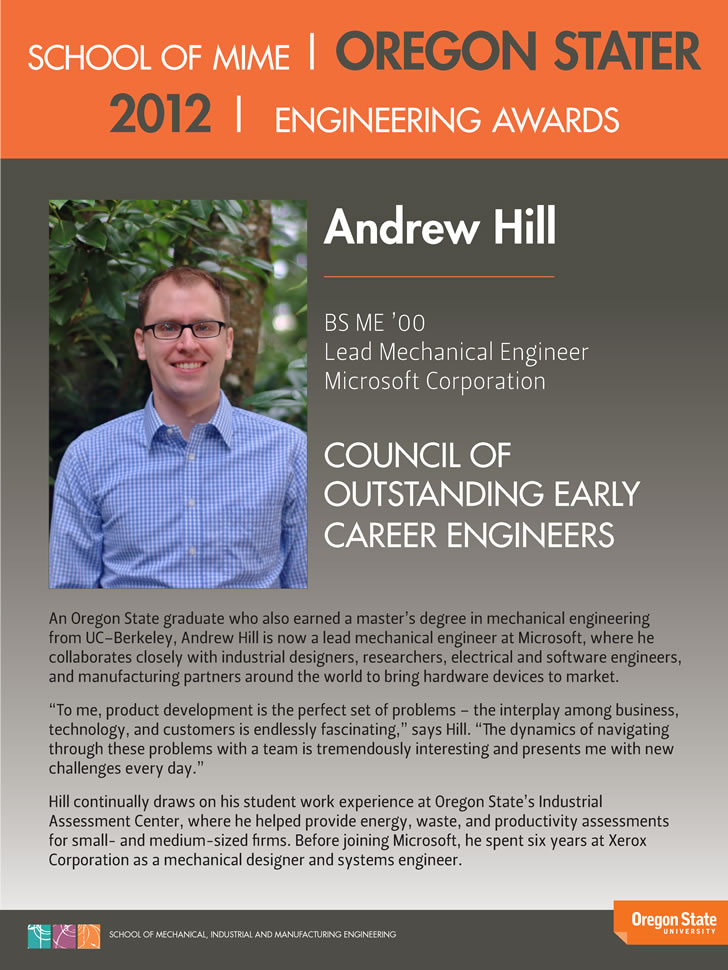 SCHOOL OF MIME | OREGON STATER
2012 | ENGINEERING AWARDS
Andrew Hill
BS ME ’00
Lead Mechanical Engineer
Microsoft Corporation
COUNCIL OF
OUTSTANDING EARLY
CAREER ENGINEERS
An Oregon State graduate who also earned a master’s degree in mechanical engineering
from UC–Berkeley, Andrew Hill is now a lead mechanical engineer at Microsoft, where he
collaborates closely with industrial designers, researchers, electrical and software engineers,
and manufacturing partners around the world to bring hardware devices to market.
“To me, product development is the perfect set of problems – the interplay among business,
technology, and customers is endlessly fascinating,” says Hill. “The dynamics of navigating
through these problems with a team is tremendously interesting and presents me with new
challenges every day.”
Hill continually draws on his student work experience at Oregon State’s Industrial
Assessment Center, where he helped provide energy, waste, and productivity assessments
for small- and medium-sized firms. Before joining Microsoft, he spent six years at Xerox
Corporation as a mechanical designer and systems engineer.
SCHOOL OF MECHANICAL, INDUSTRIAL AND MANUFACTURING ENGINEERING
Oregon State
UNIVERSITY